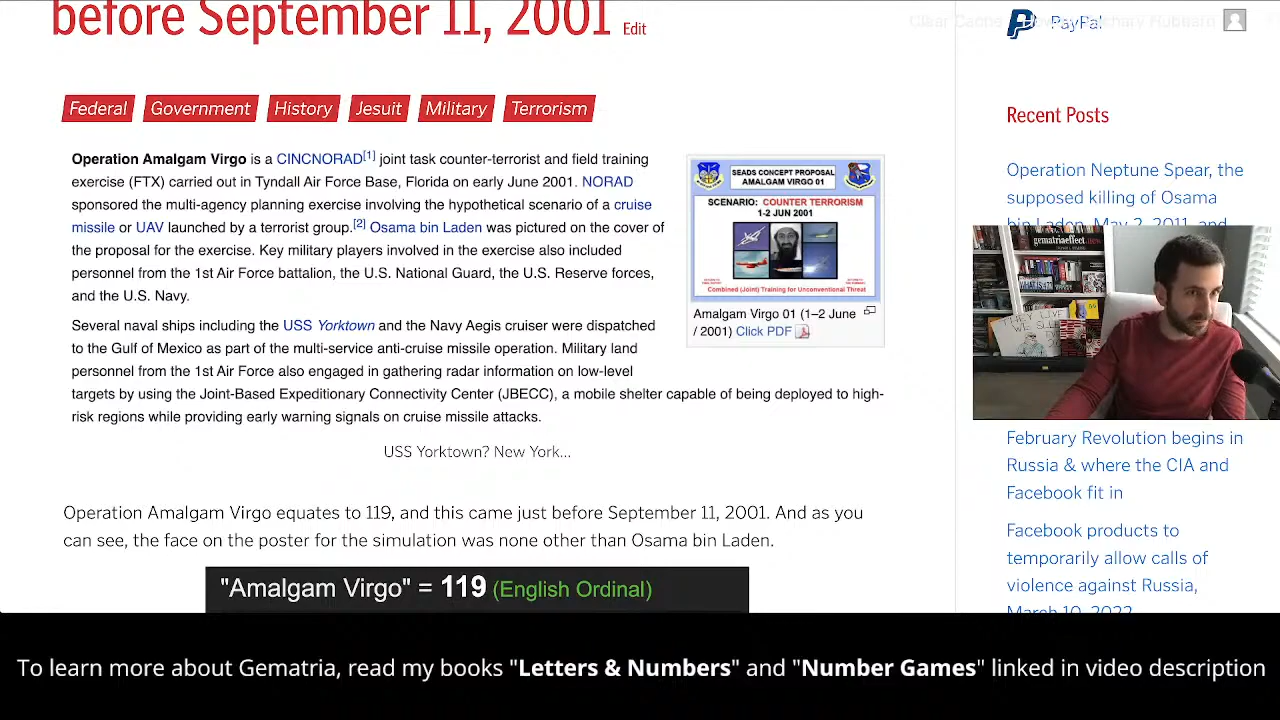 before September 11, 2001 Edit
PayPal
Federal Government History Jesuit Military Terrorism
Recent Posts
Operation Amalgam Virgo is a CINCNORAD[1] joint task counter-terrorist and field training
exercise (FTX) carried out in Tyndall Air Force Base, Florida on early June 2001. NORAD
sponsored the multi-agency planning exercise involving the hypothetical scenario of a cruise
missile or UAV launched by a terrorist group.[2] Osama bin Laden was pictured on the cover of
the proposal for the exercise. Key military players involved in the exercise also included
personnel from the 1st Air Force battalion, the U.S. National Guard, the U.S. Reserve forces,
and the U.S. Navy.
SEADS CONCEPT PROPOSAL
AMALGAM VIRGO 01
SCENARIO: COUNTER TERRORISM
1-2 JUN 2001
Combined (Joint) Training for Unconventional Threat
Amalgam Virgo 01 (1–2 June
/ 2001) Click PDF
Several naval ships including the USS Yorktown and the Navy Aegis cruiser were dispatched
to the Gulf of Mexico as part of the multi-service anti-cruise missile operation. Military land
personnel from the 1st Air Force also engaged in gathering radar information on low-level
targets by using the Joint-Based Expeditionary Connectivity Center (JBECC), a mobile shelter capable of being deployed to high-
risk regions while providing early warning signals on cruise missile attacks.
USS Yorktown? New York...
Operation Amalgam Virgo equates to 119, and this came just before September 11, 2001. And as you
can see, the face on the poster for the simulation was none other than Osama bin Laden.
"Amalgam Virgo" = 119 (English Ordinal)
Operation Neptune Spear, the
supposed killing of Osama
bin Laden, May 2, 2011, and
gematriaeffect.news
February Revolution begins in
Russia & where the CIA and
Facebook fit in
Facebook products to
temporarily allow calls of
violence against Russia,
March 10, 2022
To learn more about Gematria, read my books "Letters & Numbers" and "Number Games" linked in video description